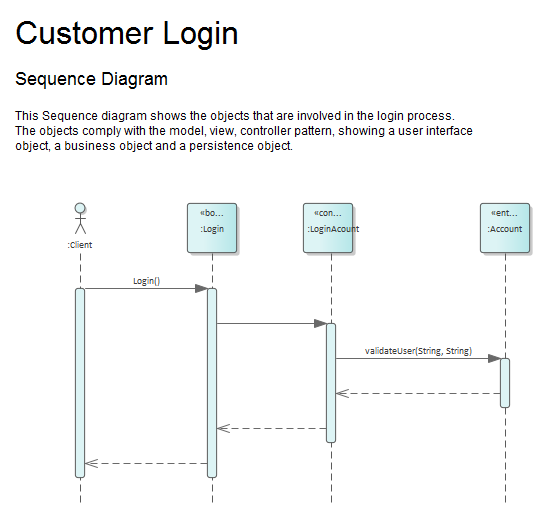 Customer Login
Sequence Diagram
This Sequence diagram shows the objects that are involved in the login process.
The objects comply with the model, view, controller pattern, showing a user interface
object, a business object and a persistence object.
:Client
«bo...
:Login
«con...
:LoginAcount
«ent...
:Account
Login()
validateUser(String, String)